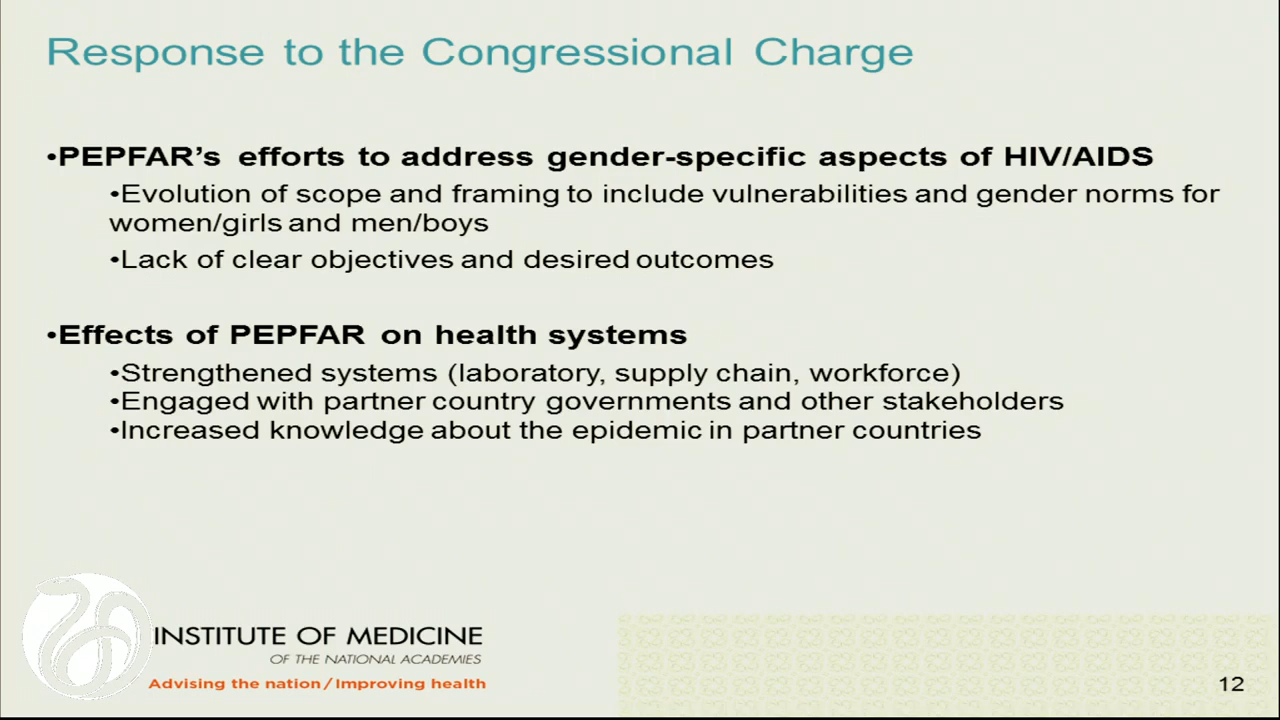 Response to the Congressional Charge
•PEPFAR's efforts to address gender-specific aspects of HIV/AIDS
•Evolution of scope and framing to include vulnerabilities and gender norms for
women/girls and men/boys
•Lack of clear objectives and desired outcomes
•Effects of PEPFAR on health systems
•Strengthened systems (laboratory, supply chain, workforce)
•Engaged with partner country governments and other stakeholders
•Increased knowledge about the epidemic in partner countries
INSTITUTE OF MEDICINE
OF THE NATIONAL ACADEMIES
Advising the nation / Improving health
12